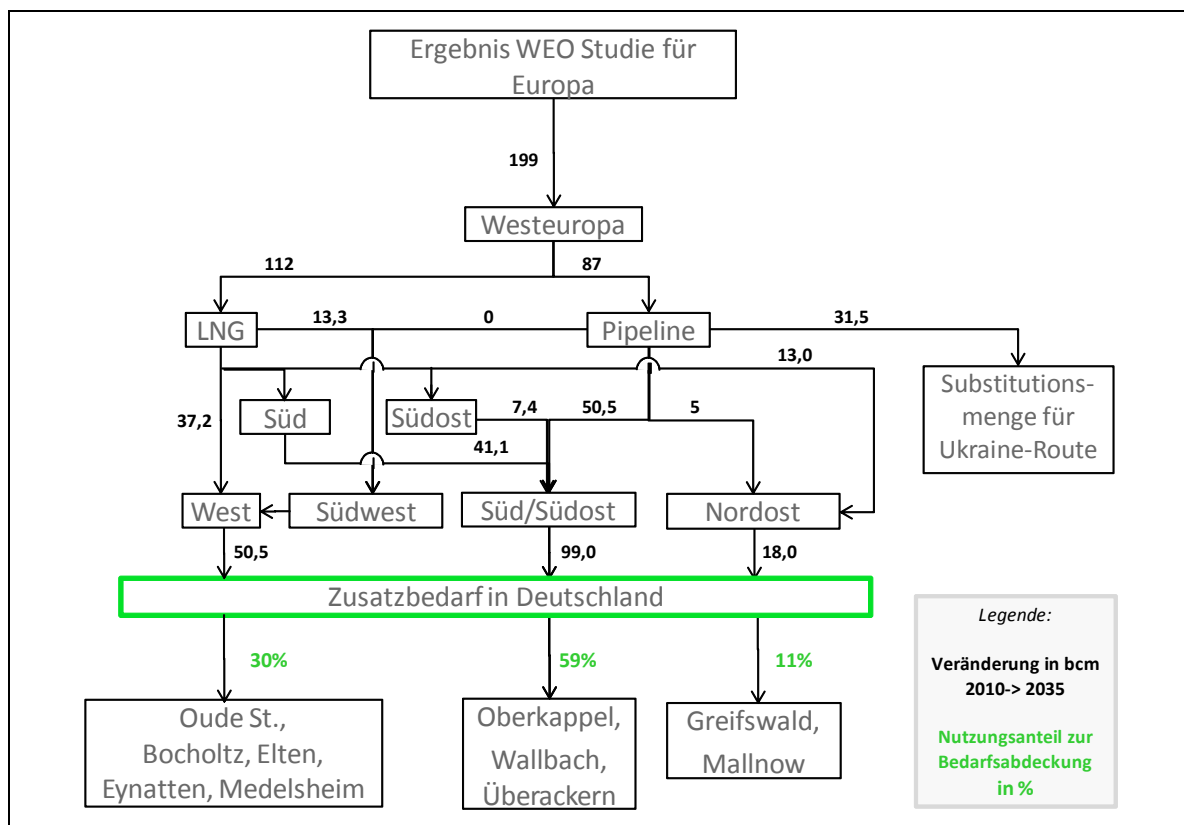 Ergebnis WEO Studie für
Europa
199
Westeuropa
112
87
LNG
13,3
0
Pipeline
31,5
13,0
Substitutions-
menge für
Ukraine-Route
37,2
Süd
Südost
7,4
50,5
5
41,1
West
Südwest
Süd/Südost
Nordost
50,5
99,0
18,0
Zusatzbedarf in Deutschland
30%
59%
11%
Oude St.,
Bocholtz, Elten,
Eynatten, Medelsheim
Oberkappel,
Wallbach,
Überackern
Greifswald,
Mallnow
Legende:
Veränderung in bcm
2010-> 2035
Nutzungsanteil zur
Bedarfsabdeckung
in %